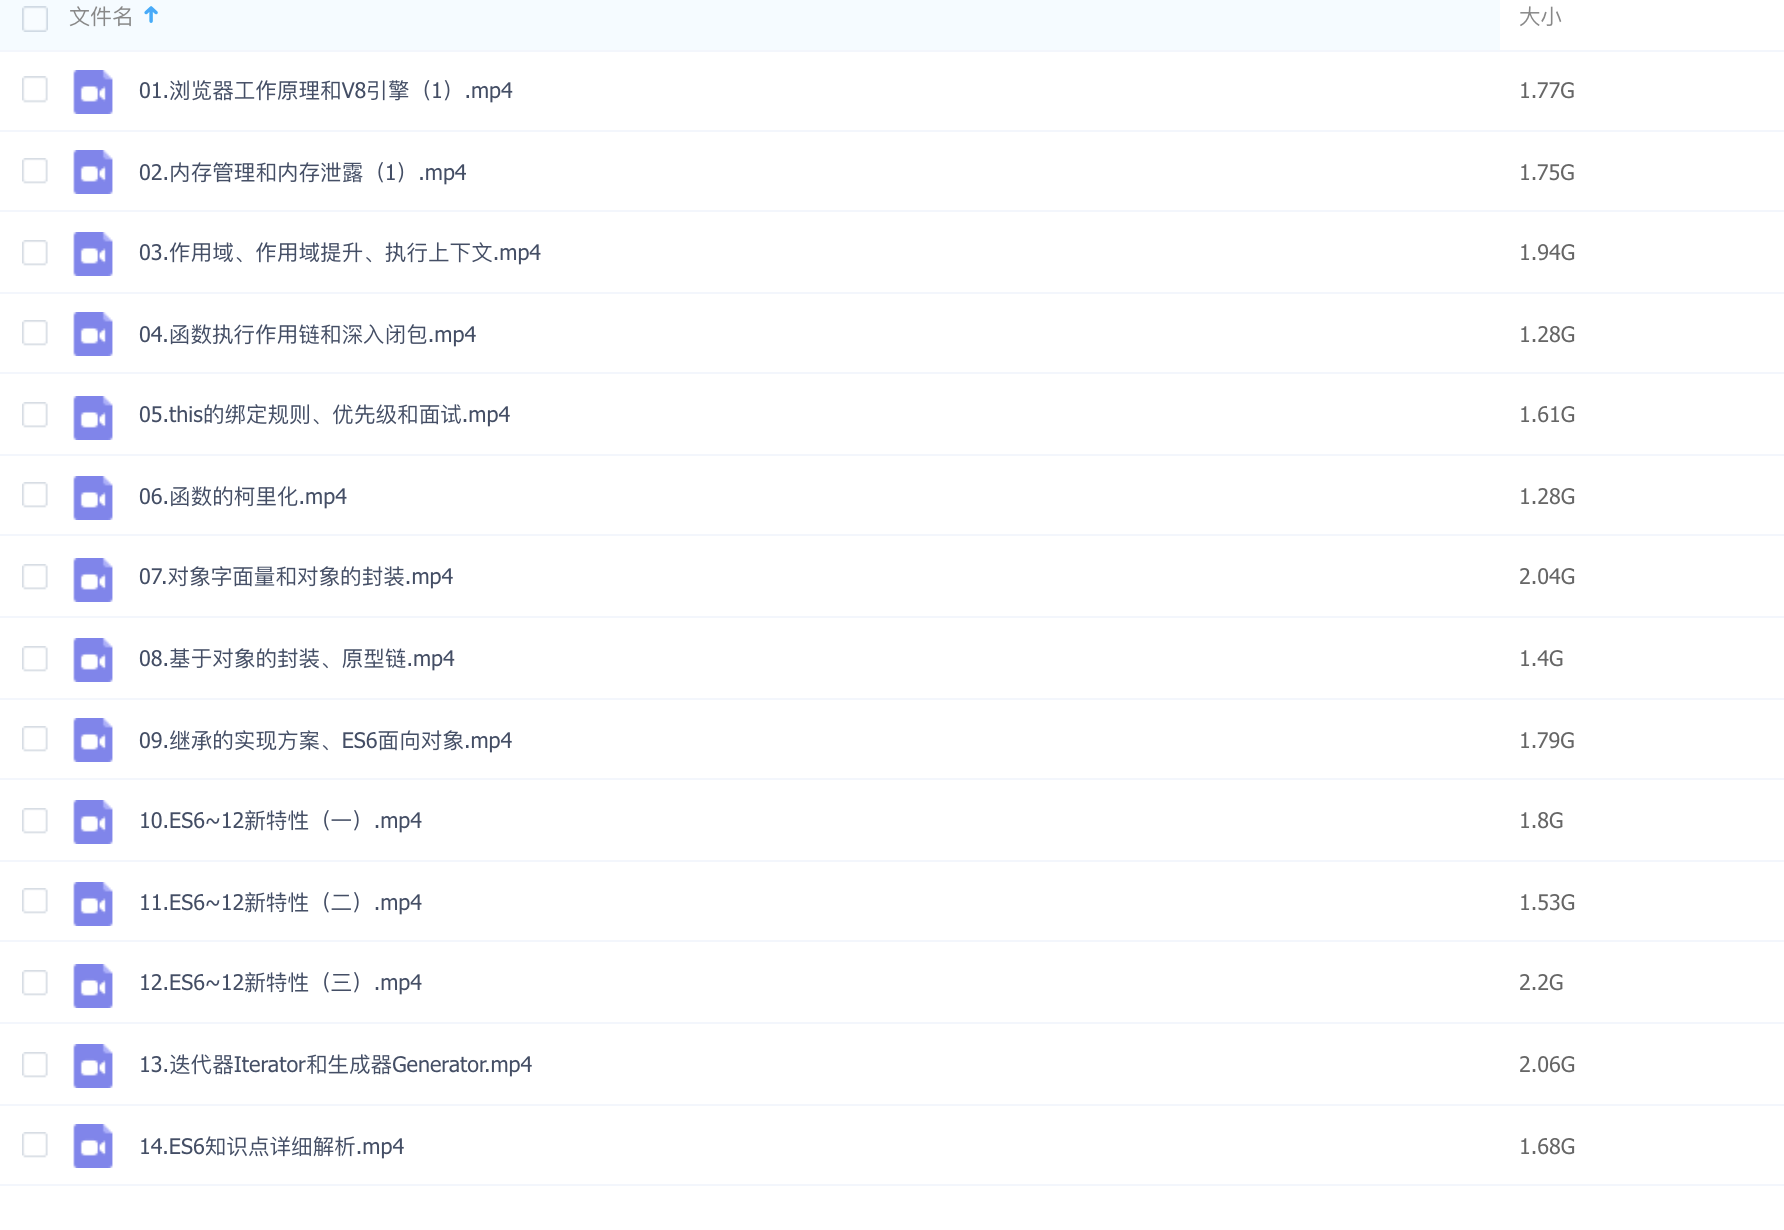 文件名 大小
01.浏览器工作原理和V8引擎（1）.mp4 1.77G
02.内存管理和内存泄露（1）.mp4 1.75G
03.作用域、作用域提升、执行上下文.mp4 1.94G
04.函数执行作用链和深入闭包.mp4 1.28G
05.this的绑定规则、优先级和面试.mp4 1.61G
06.函数的柯里化.mp4 1.28G
07.对象字面量和对象的封装.mp4 2.04G
08.基于对象的封装、原型链.mp4 1.4G
09.继承的实现方案、ES6面向对象.mp4 1.79G
10.ES6~12新特性（一）.mp4 1.8G
11.ES6~12新特性（二）.mp4 1.53G
12.ES6~12新特性（三）.mp4 2.2G
13.迭代器Iterator和生成器Generator.mp4 2.06G
14.ES6知识点详细解析.mp4 1.68G